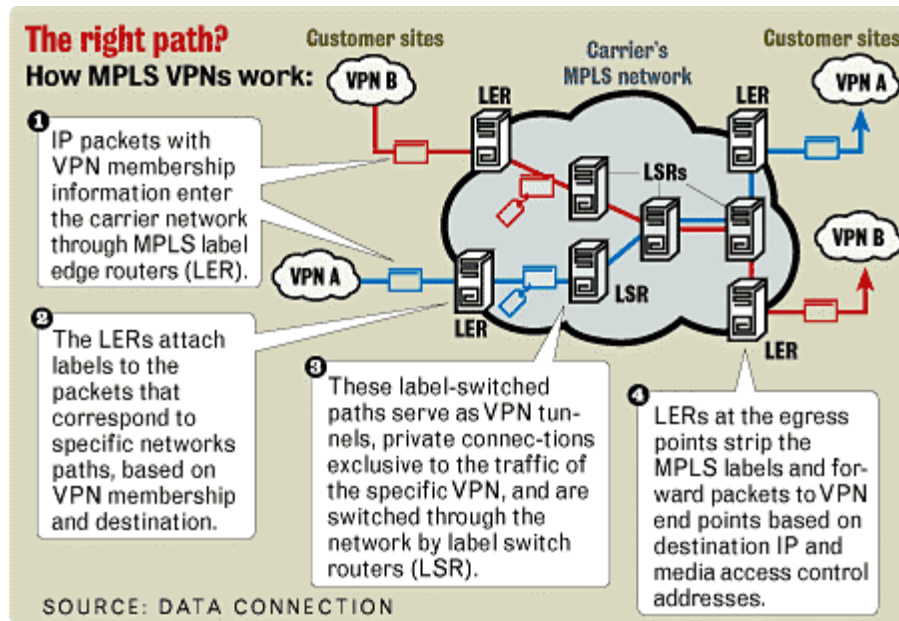 The right path?
How MPLS VPNs work:
Customer sites
VPN B
Carrier's
MPLS network
Customer sites
VPN A
LER
LER
LSRs
VPN B
VPN A
LER
LSR
LER
1
IP packets with
VPN membership
information enter
the carrier network
through MPLS label
edge routers (LER).
2
The LERs attach
labels to the
packets that
correspond to
specific networks
paths, based on
VPN membership
and destination.
3
These label-switched
paths serve as VPN tun-
nels, private connec-tions
exclusive to the traffic of
the specific VPN, and are
switched through the
network by label switch
routers (LSR).
4
LERs at the egress
points strip the
MPLS labels and for-
ward packets to VPN
end points based on
destination IP and
media access control
addresses.
SOURCE: DATA CONNECTION